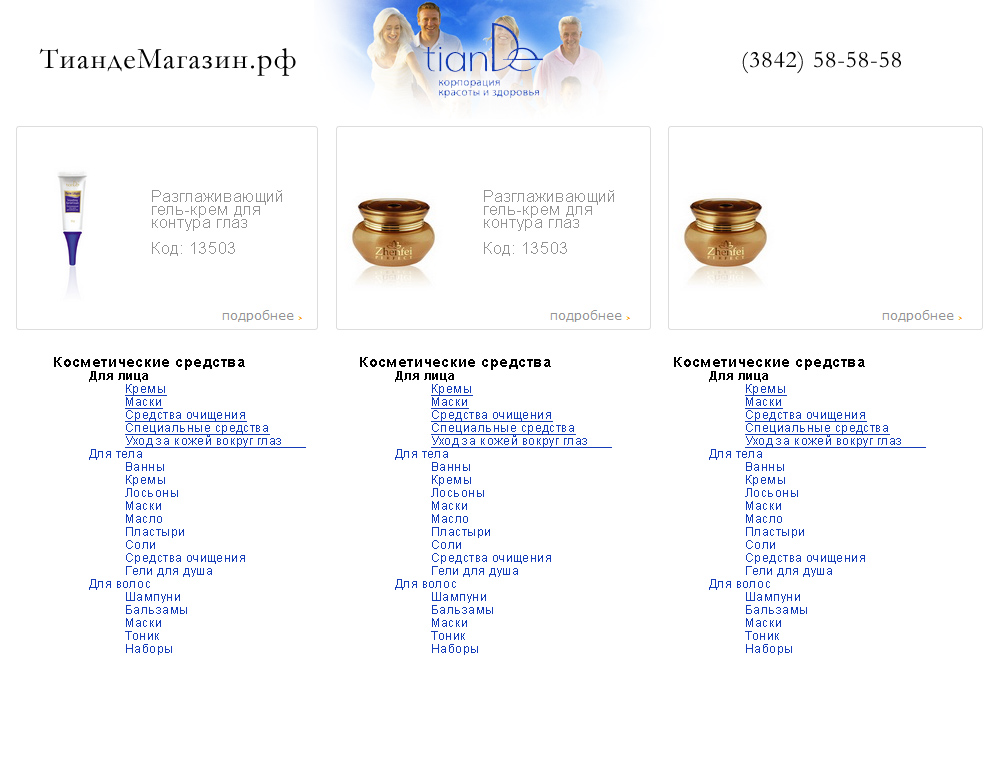 ТиандеМагазин.рф
tianDe
корпорация
красоты и здоровья
(3842) 58-58-58
Разглаживающий
гель-крем для
контура глаз
Код: 13503
подробнее >
Zhenfei
PERFECT
Разглаживающий
гель-крем для
контура глаз
Код: 13503
подробнее >
Zhenfei
PERFECT
подробнее >
Косметические средства
Для лица
Кремы
Маски
Средства очищения
Специальные средства
Уход за кожей вокруг глаз
Для тела
Ванны
Кремы
Лосьоны
Маски
Масло
Пластыри
Соли
Средства очищения
Гели для душа
Для волос
Шампуни
Бальзамы
Маски
Тоник
Наборы
Косметические средства
Для лица
Кремы
Маски
Средства очищения
Специальные средства
Уход за кожей вокруг глаз
Для тела
Ванны
Кремы
Лосьоны
Маски
Масло
Пластыри
Соли
Средства очищения
Гели для душа
Для волос
Шампуни
Бальзамы
Маски
Тоник
Наборы
Косметические средства
Для лица
Кремы
Маски
Средства очищения
Специальные средства
Уход за кожей вокруг глаз
Для тела
Ванны
Кремы
Лосьоны
Маски
Масло
Пластыри
Соли
Средства очищения
Гели для душа
Для волос
Шампуни
Бальзамы
Маски
Тоник
Наборы